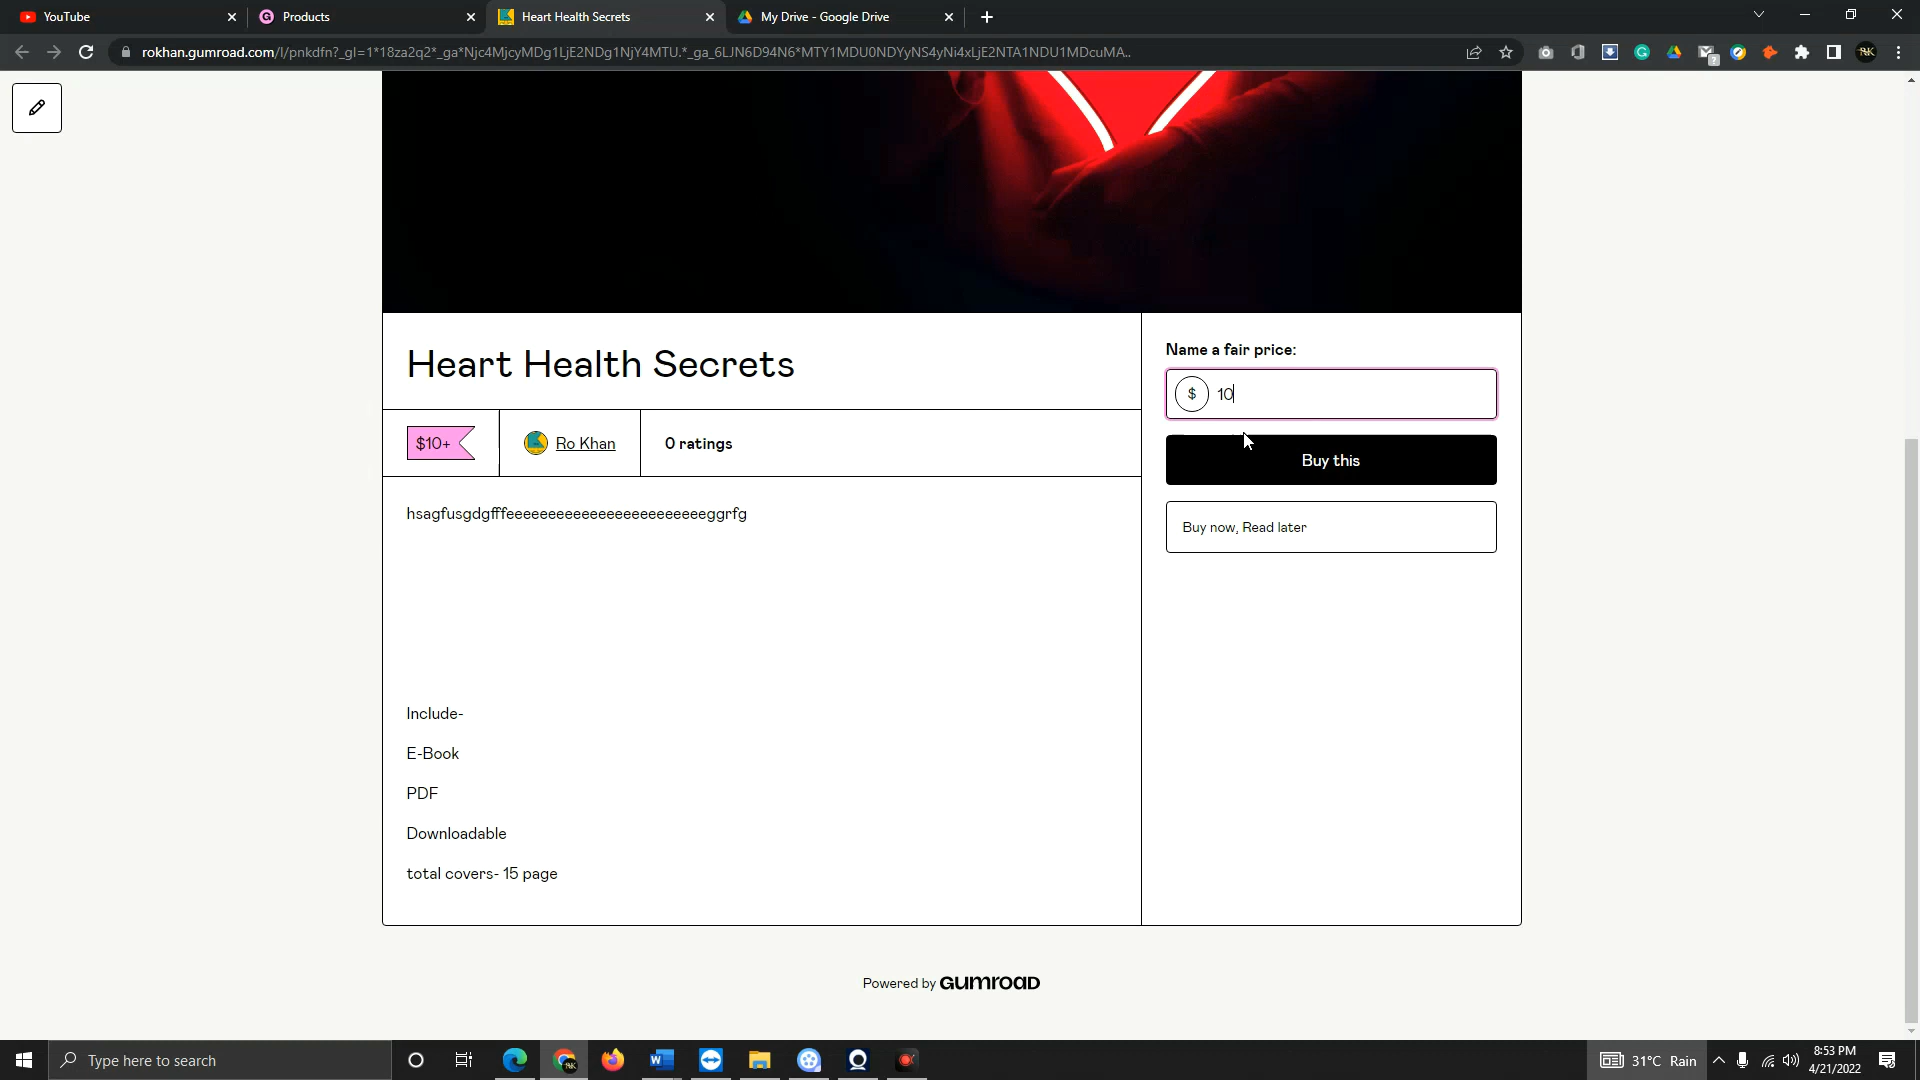 YouTube
Products
Heart Health Secrets
My Drive - Google Drive
rokhan.gumroad.com/l/pnkdfn?_gl=1*18za2q2*_ga*Njc4MjcyMDg1LjE2NDg1NjY4MTU.*_ga_6LJN6D94N6*MTY1MDU0NDYyNS4yNi4xLjE2NTA1NDU1MDcuMA..
Heart Health Secrets
$10+
Ro Khan
0 ratings
hsagfusgdgfffeeeeeeeeeeeeeeeeeeeeeeeeggrfg
Include-
E-Book
PDF
Downloadable
total covers- 15 page
Name a fair price:
$ 10
Buy this
Buy now, Read later
Powered by GUMROAD
Type here to search
31°C Rain
8:53 PM
4/21/2022